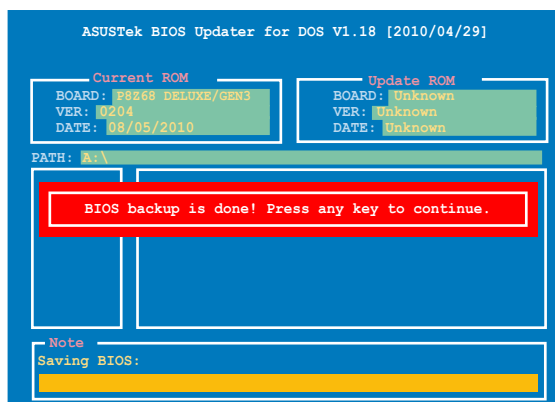 ASUSTek BIOS Updater for DOS V1.18 [2010/04/29]
Current ROM
BOARD: P8Z68 DELUXE/GEN3
VER: 0204
DATE: 08/05/2010
Update ROM
BOARD: Unknown
VER: Unknown
DATE: Unknown
PATH: A:\
BIOS backup is done! Press any key to continue.
Note
Saving BIOS: